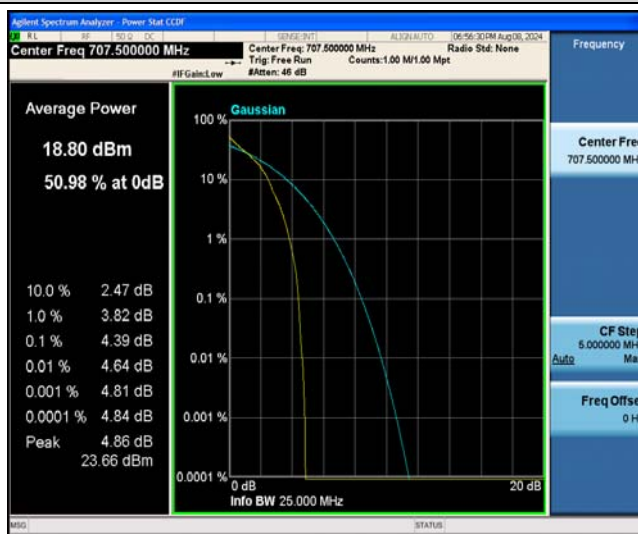 Agilent Spectrum Analyzer - Power Stat CCDF
RL RF 50 Ω DC SENSE:INT ALIGN AUTO 06:56:30 PM Aug 08, 2024
Center Freq 707.500000 MHz
Center Freq: 707.500000 MHz Radio Std: None
Trig: Free Run Counts:1.00 M/1.00 Mpt
#IFGain:Low #Atten: 46 dB
Frequency
Average Power
18.80 dBm
50.98 % at 0dB
10.0 % 2.47 dB
1.0 % 3.82 dB
0.1 % 4.39 dB
0.01 % 4.64 dB
0.001 % 4.81 dB
0.0001 % 4.84 dB
Peak 4.86 dB
23.66 dBm
Gaussian
100 %
10 %
1 %
0.1 %
0.01 %
0.001 %
0.0001 %
0 dB 20 dB
Info BW 25.000 MHz
Center Fre
707.500000 MH
CF Ste
5.000000 MH
Auto Ma
Freq Offse
0 H
MSG STATUS